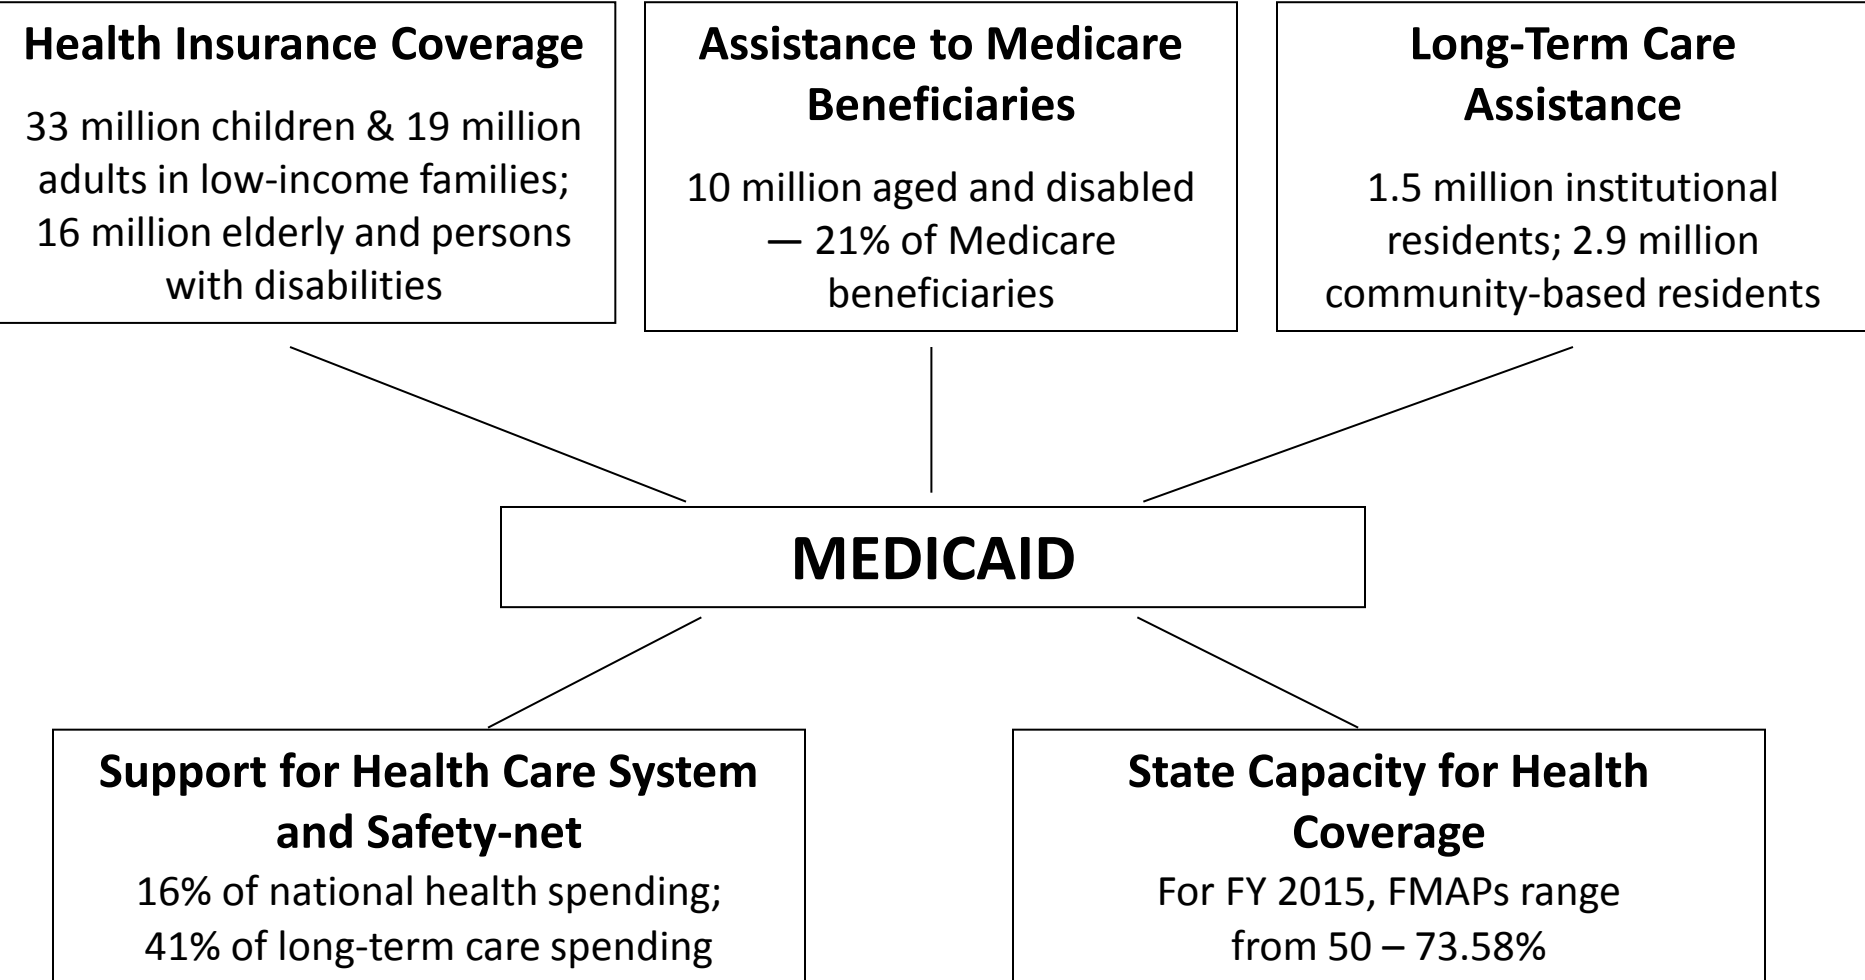 Health Insurance Coverage
33 million children & 19 million
adults in low-income families;
16 million elderly and persons
with disabilities
Assistance to Medicare
Beneficiaries
10 million aged and disabled
— 21% of Medicare
beneficiaries
Long-Term Care
Assistance
1.5 million institutional
residents; 2.9 million
community-based residents
MEDICAID
Support for Health Care System
and Safety-net
16% of national health spending;
41% of long-term care spending
State Capacity for Health
Coverage
For FY 2015, FMAPs range
from 50 – 73.58%